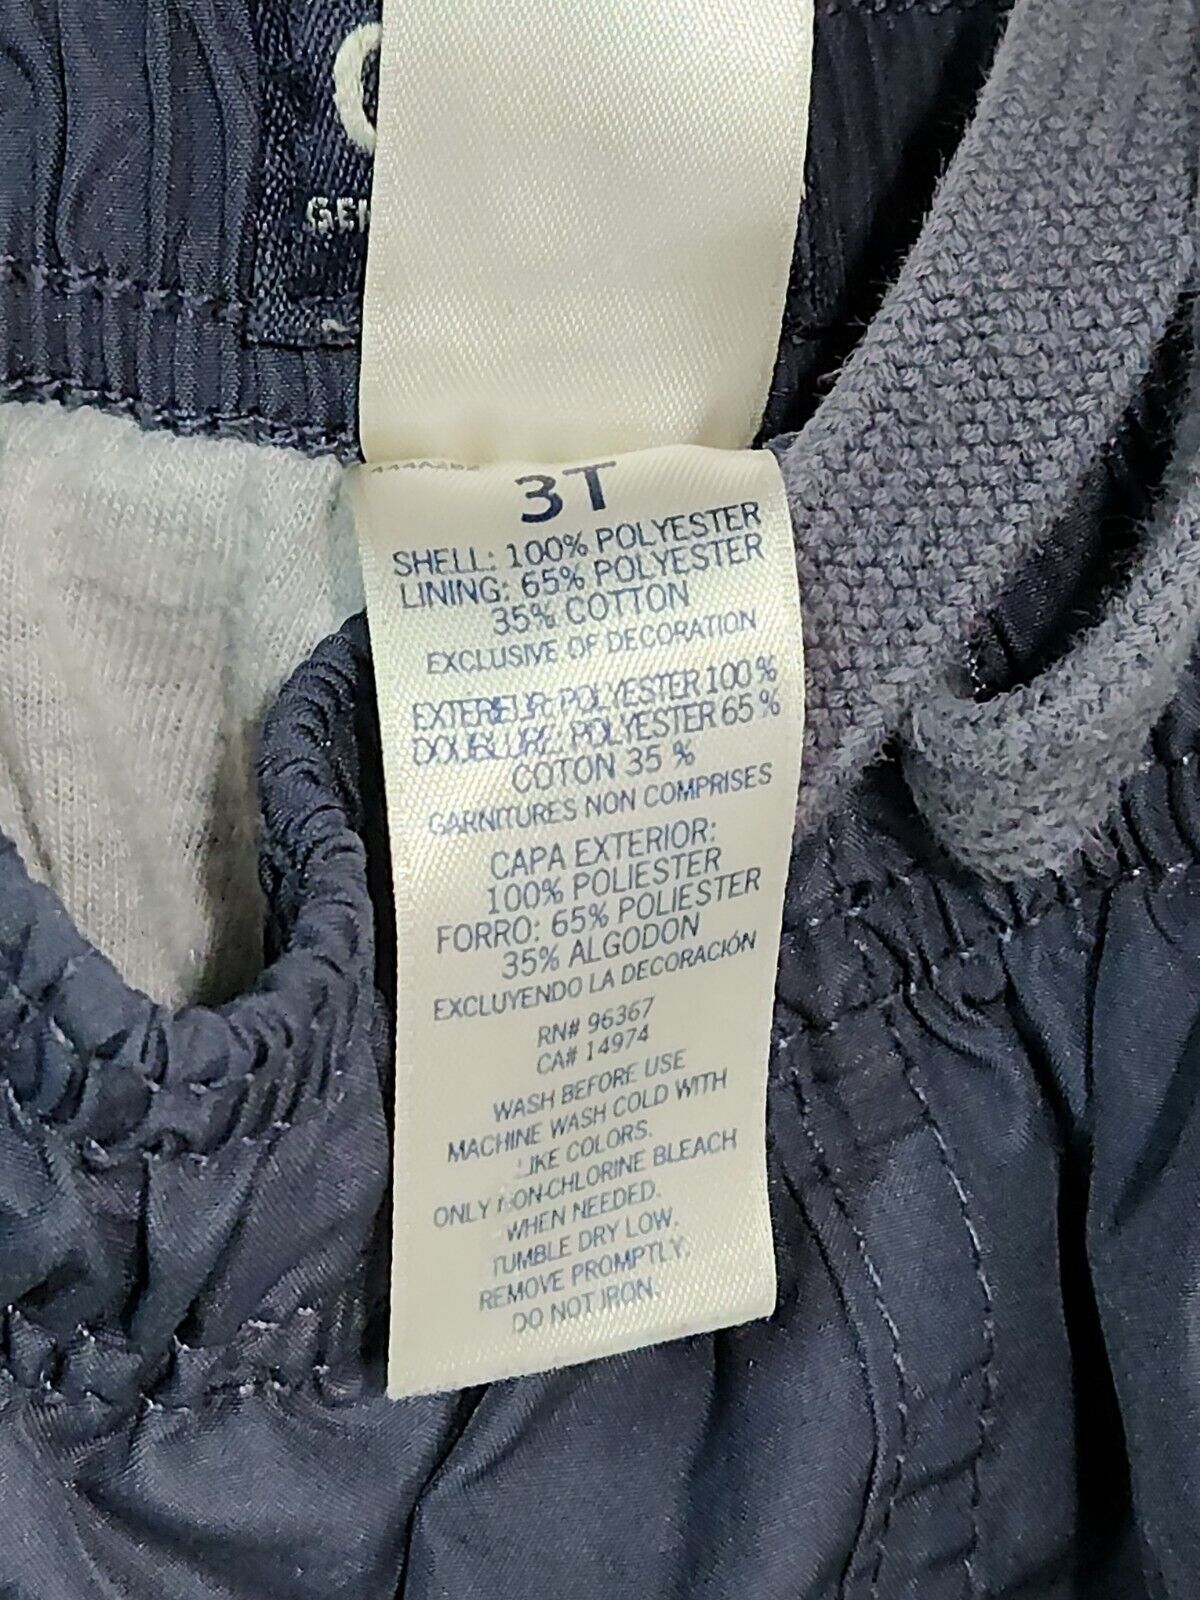 3T
SHELL: 100% POLYESTER
LINING: 65% POLYESTER
35% COTTON
EXCLUSIVE OF DECORATION
EXTERIEUR: POLYESTER 100 %
DOUBLURE: POLYESTER 65 %
COTON 35 %
GARNITURES NON COMPRISES
CAPA EXTERIOR:
100% POLIESTER
FORRO: 65% POLIESTER
35% ALGODON
EXCLUYENDO LA DECORACIÓN
RN# 96367
CA# 14974
WASH BEFORE USE
MACHINE WASH COLD WITH
LIKE COLORS.
ONLY NON-CHLORINE BLEACH
WHEN NEEDED.
TUMBLE DRY LOW.
REMOVE PROMPTLY.
DO NOT IRON.